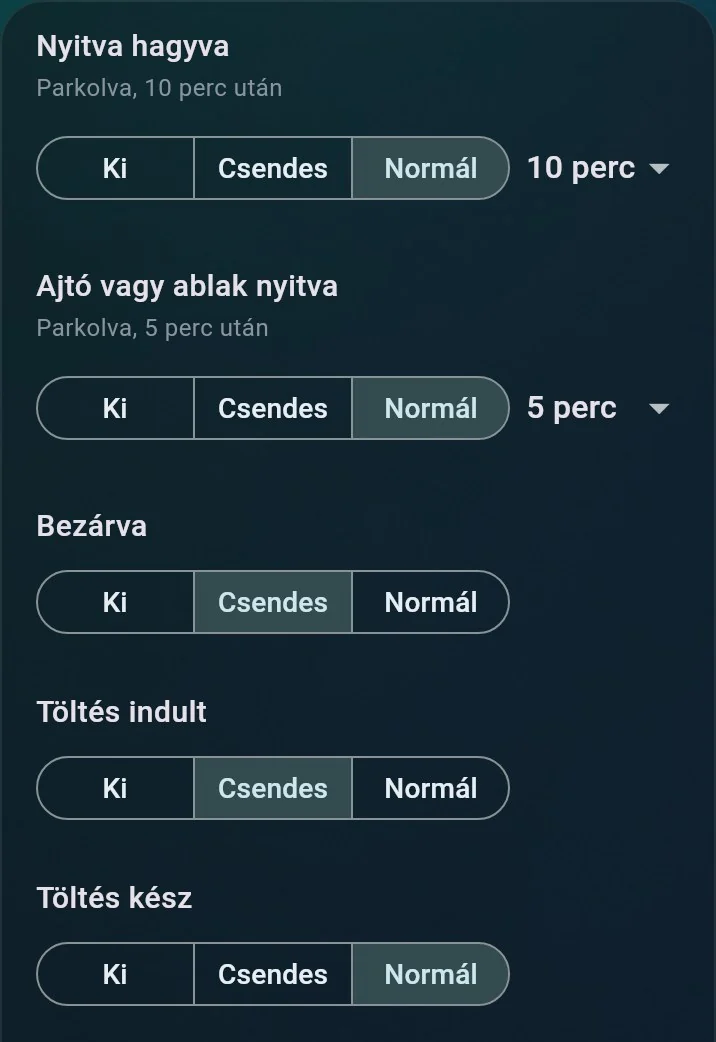 Nyitva hagyva
Parkolva, 10 perc után
Ki Csendes Normál 10 perc
Ajtó vagy ablak nyitva
Parkolva, 5 perc után
Ki Csendes Normál 5 perc
Bezárva
Ki Csendes Normál
Töltés indult
Ki Csendes Normál
Töltés kész
Ki Csendes Normál